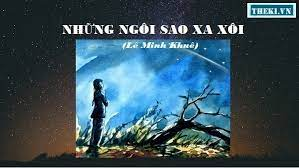 THEKI.VN
NHỮNG NGÔI SAO XA XÔI
(Lê Minh Khuê)